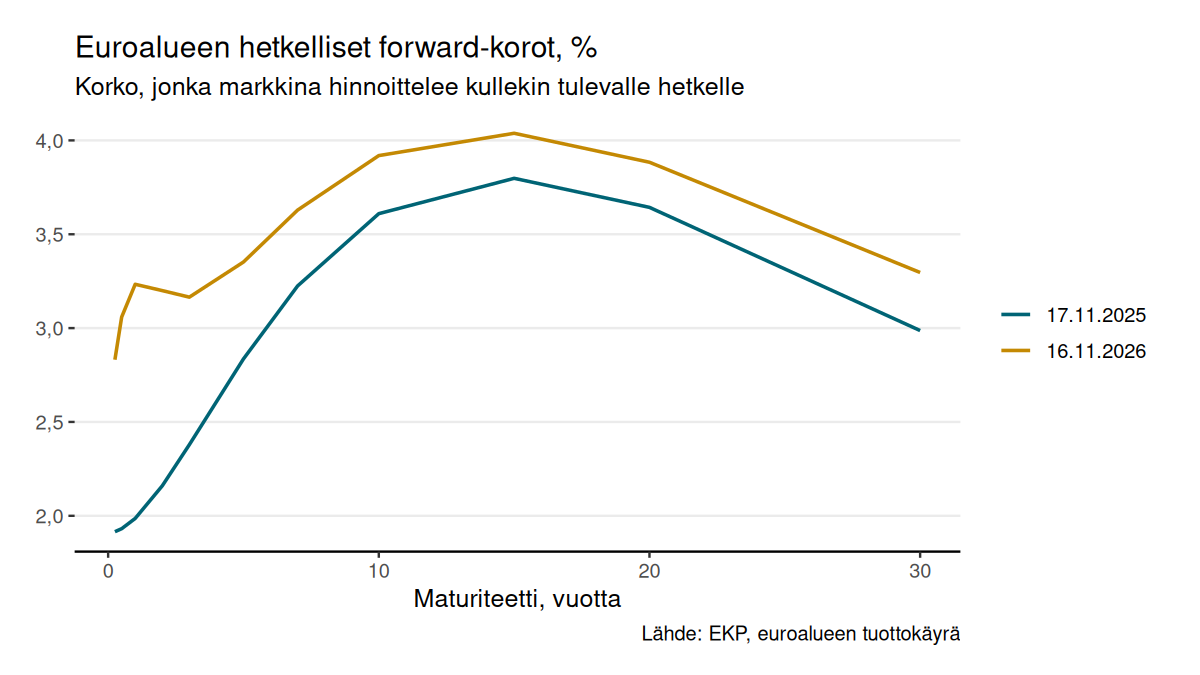 Euroalueen hetkelliset forward-korot, %
Korko, jonka markkina hinnoittelee kullekin tulevalle hetkelle
4,0
3,5
3,0
2,5
2,0
0
10
20
30
Maturiteetti, vuotta
17.11.2025
16.11.2026
Lähde: EKP, euroalueen tuottokäyrä